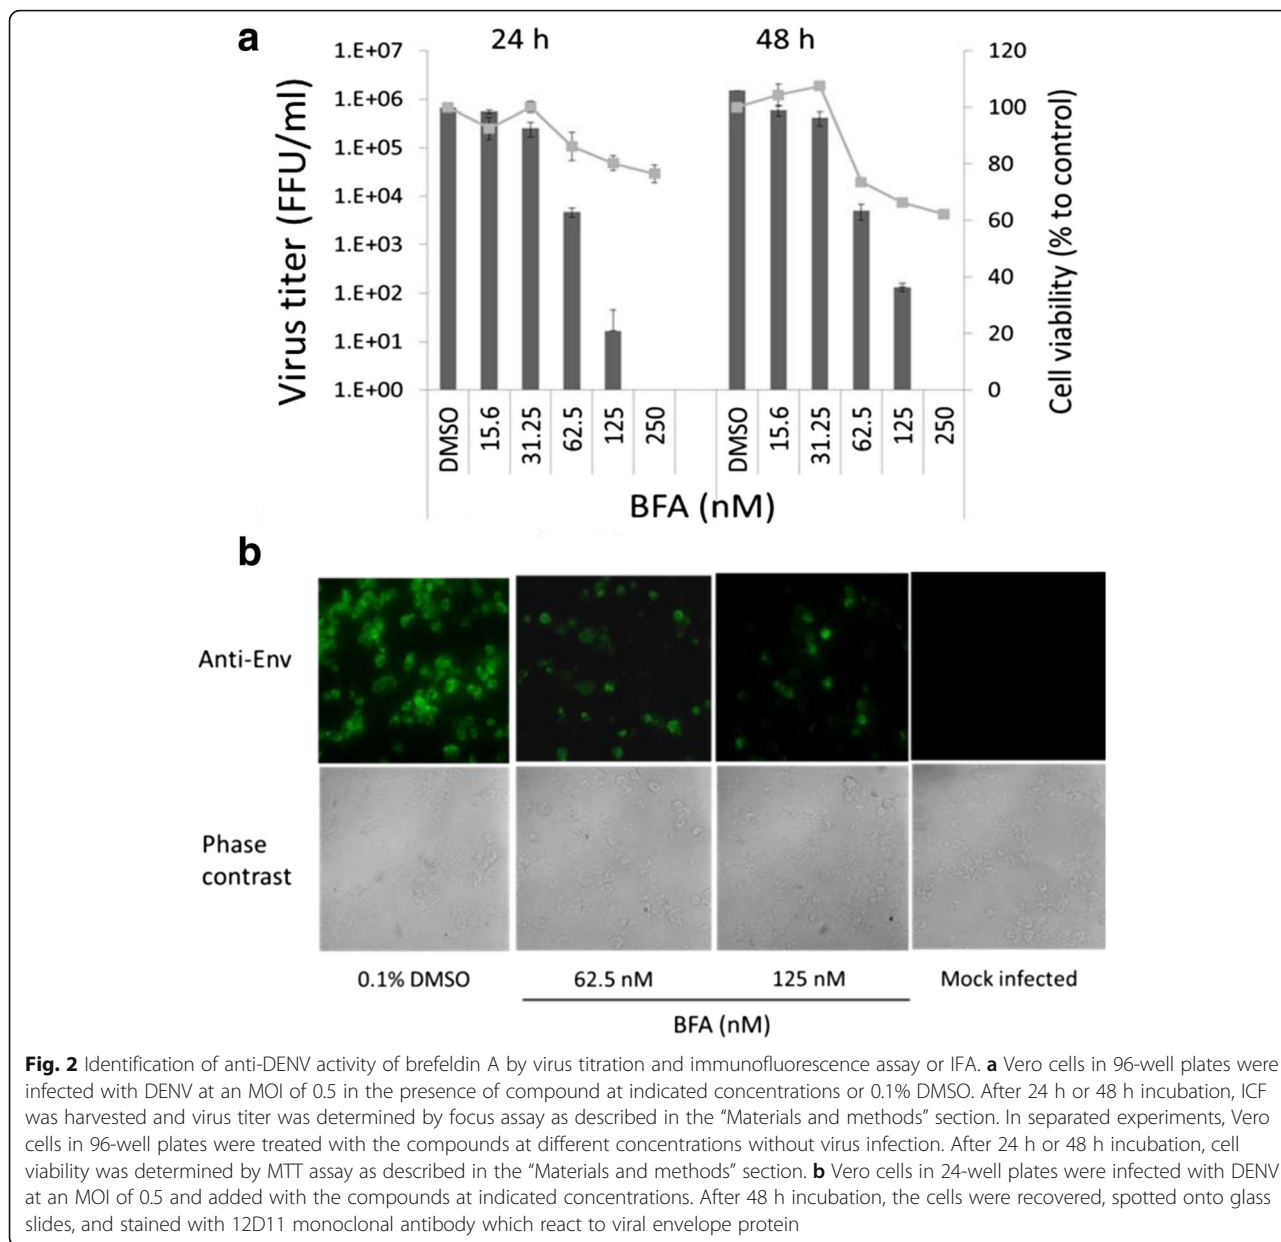 a
24 h
48 h
1.E+07
1.E+06
1.E+05
1.E+04
1.E+03
1.E+02
1.E+01
1.E+00
Virus titer (FFU/ml)
120
100
80
60
40
20
0
Cell viability (% to control)
DMSO
15.6
31.25
62.5
125
250
DMSO
15.6
31.25
62.5
125
250
BFA (nM)
b
Anti-Env
Phase
contrast
0.1% DMSO
62.5 nM
125 nM
Mock infected
BFA (nM)
Fig. 2 Identification of anti-DENV activity of brefeldin A by virus titration and immunofluorescence assay or IFA. a Vero cells in 96-well plates were
infected with DENV at an MOI of 0.5 in the presence of compound at indicated concentrations or 0.1% DMSO. After 24 h or 48 h incubation, ICF
was harvested and virus titer was determined by focus assay as described in the “Materials and methods” section. In separated experiments, Vero
cells in 96-well plates were treated with the compounds at different concentrations without virus infection. After 24 h or 48 h incubation, cell
viability was determined by MTT assay as described in the “Materials and methods” section. b Vero cells in 24-well plates were infected with DENV
at an MOI of 0.5 and added with the compounds at indicated concentrations. After 48 h incubation, the cells were recovered, spotted onto glass
slides, and stained with 12D11 monoclonal antibody which react to viral envelope protein